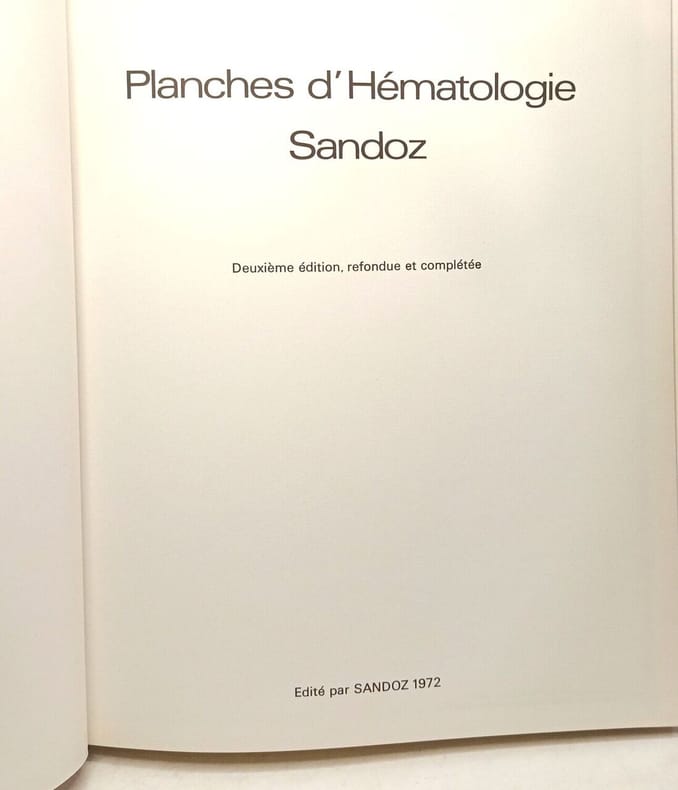 Planches d'Hématologie
Sandoz
Deuxième édition, refondue et complétée
Edité par SANDOZ 1972